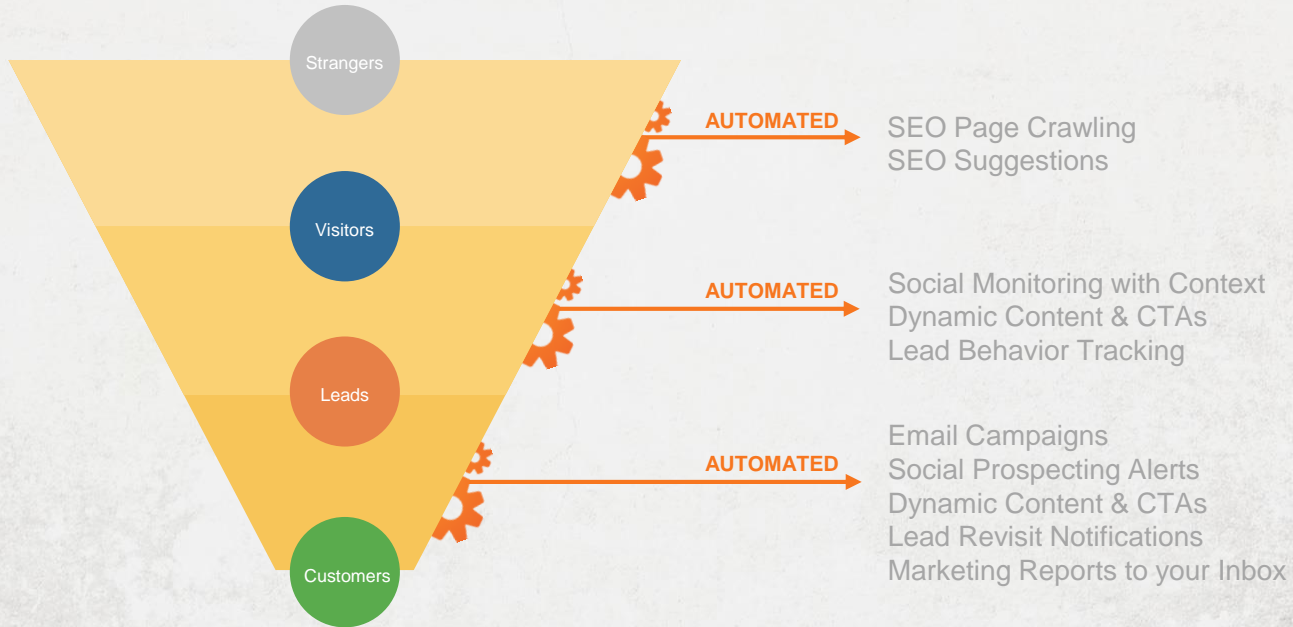 Strangers
AUTOMATED
SEO Page Crawling
SEO Suggestions
Visitors
AUTOMATED
Social Monitoring with Context
Dynamic Content & CTAs
Lead Behavior Tracking
Leads
AUTOMATED
Email Campaigns
Social Prospecting Alerts
Dynamic Content & CTAs
Lead Revisit Notifications
Marketing Reports to your Inbox
Customers